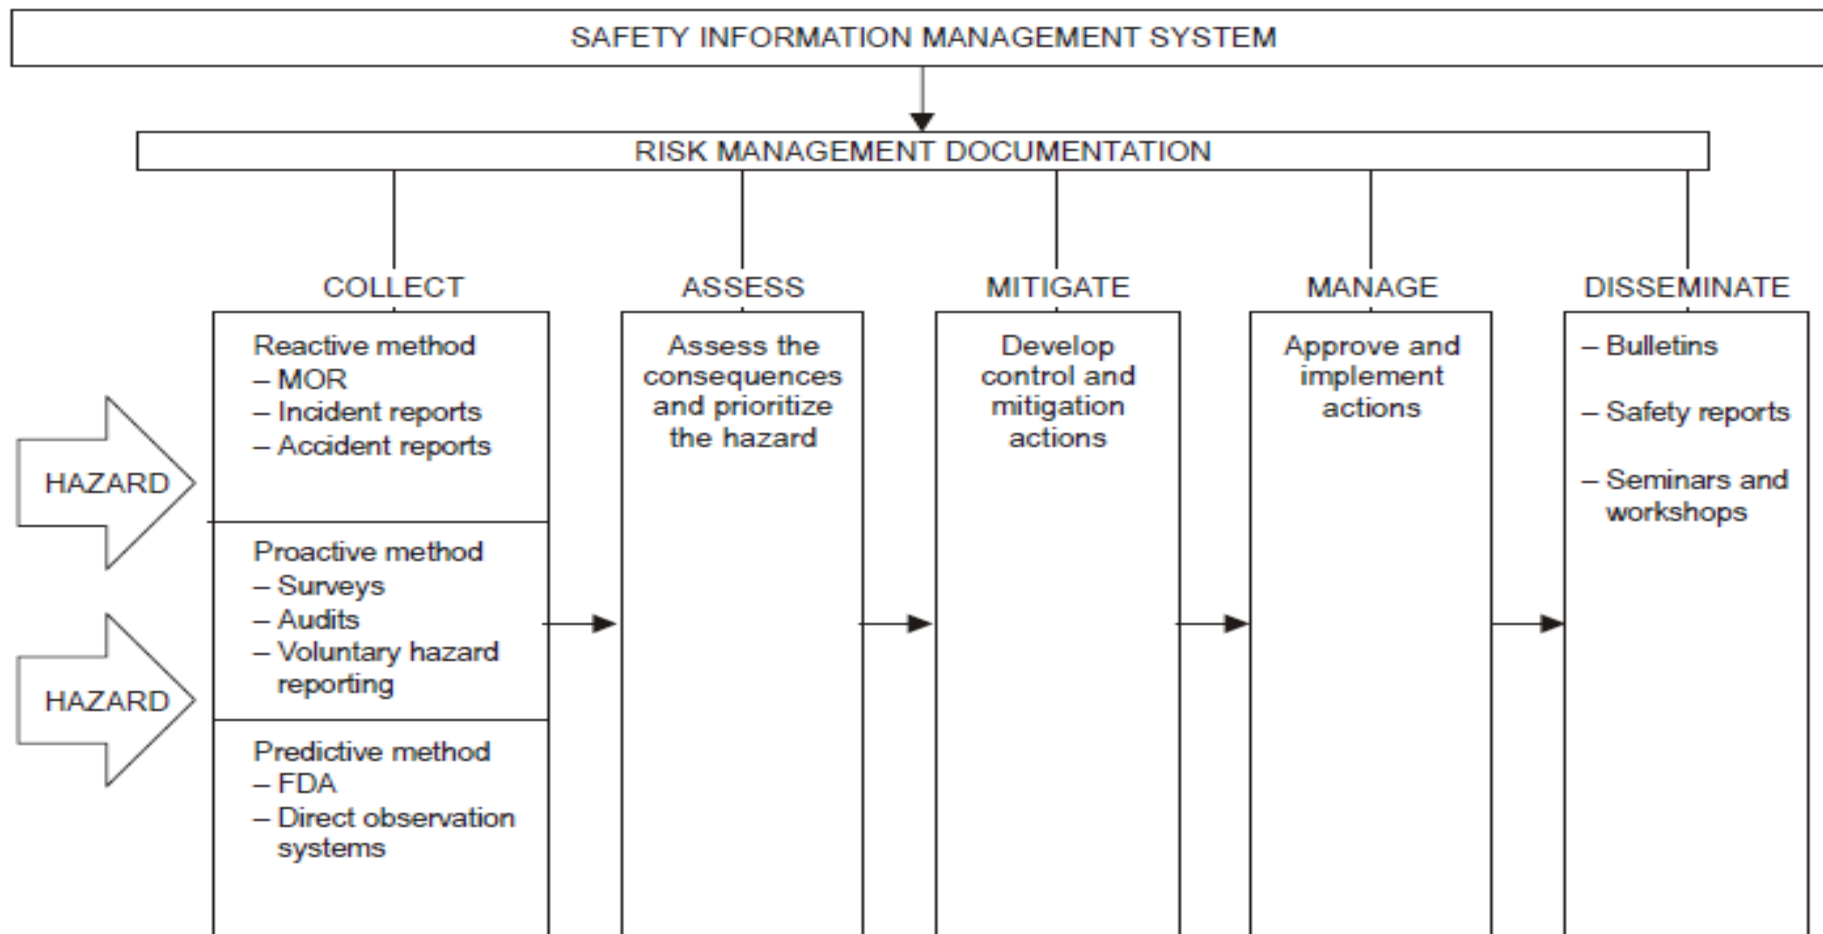 SAFETY INFORMATION MANAGEMENT SYSTEM
RISK MANAGEMENT DOCUMENTATION
COLLECT
ASSESS
MITIGATE
MANAGE
DISSEMINATE
HAZARD
HAZARD
Reactive method
– MOR
– Incident reports
– Accident reports
Proactive method
– Surveys
– Audits
– Voluntary hazard
reporting
Predictive method
– FDA
– Direct observation
systems
Assess the
consequences
and prioritize
the hazard
Develop
control and
mitigation
actions
Approve and
implement
actions
– Bulletins
– Safety reports
– Seminars and
workshops